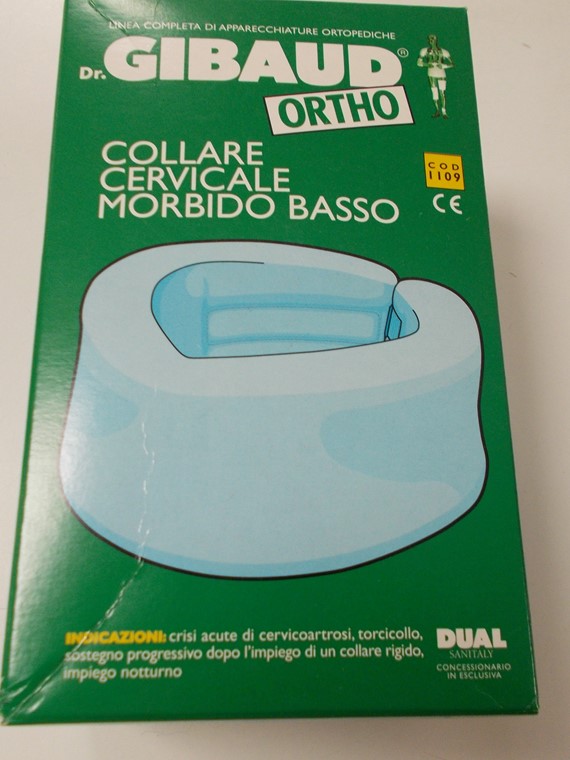 LINEA COMPLETA DI APPARECCHIATURE ORTOPEDICHE
Dr. GIBAUD®
ORTHO
COLLARE
CERVICALE
MORBIDO BASSO
COD
1109
CE
INDICAZIONI: crisi acute di cervicoartrosi, torcicollo,
sostegno progressivo dopo l'impiego di un collare rigido,
impiego notturno
DUAL
SANITALY
CONCESSIONARIO
IN ESCLUSIVA